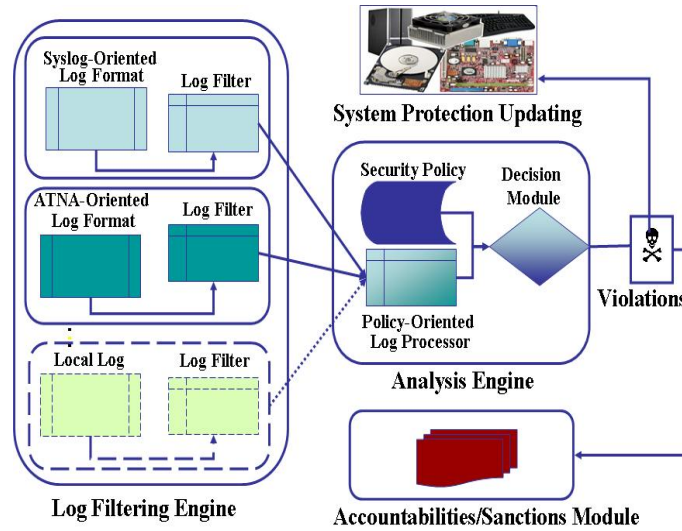 Syslog-Oriented
Log Format
Log Filter
ATNA-Oriented
Log Format
Log Filter
Local Log
Log Filter
Log Filtering Engine
System Protection Updating
Security Policy
Decision
Module
Policy-Oriented
Log Processor
Analysis Engine
Violations
Accountabilities/Sanctions Module